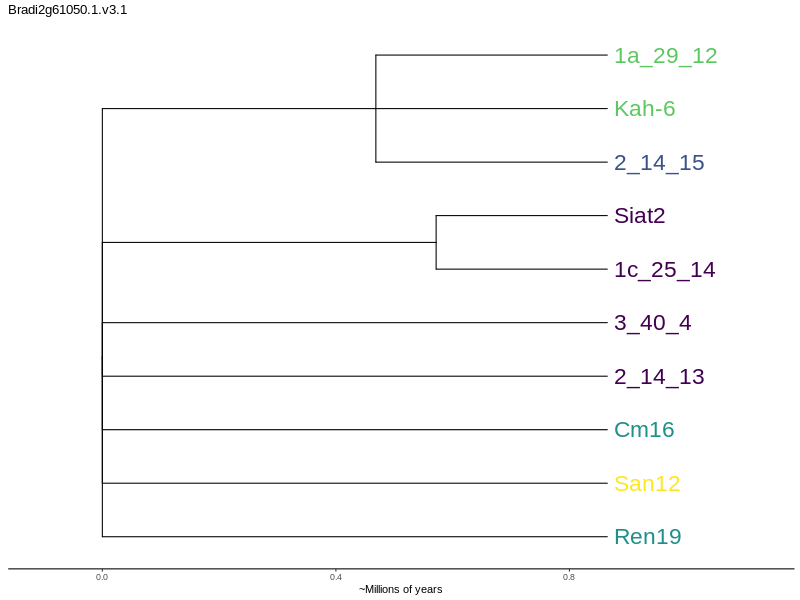 Bradi2g61050.1.v3.1
1a_29_12
Kah-6
2_14_15
Siat2
1c_25_14
3_40_4
2_14_13
Cm16
San12
Ren19
0.0 0.4 0.8
~Millions of years